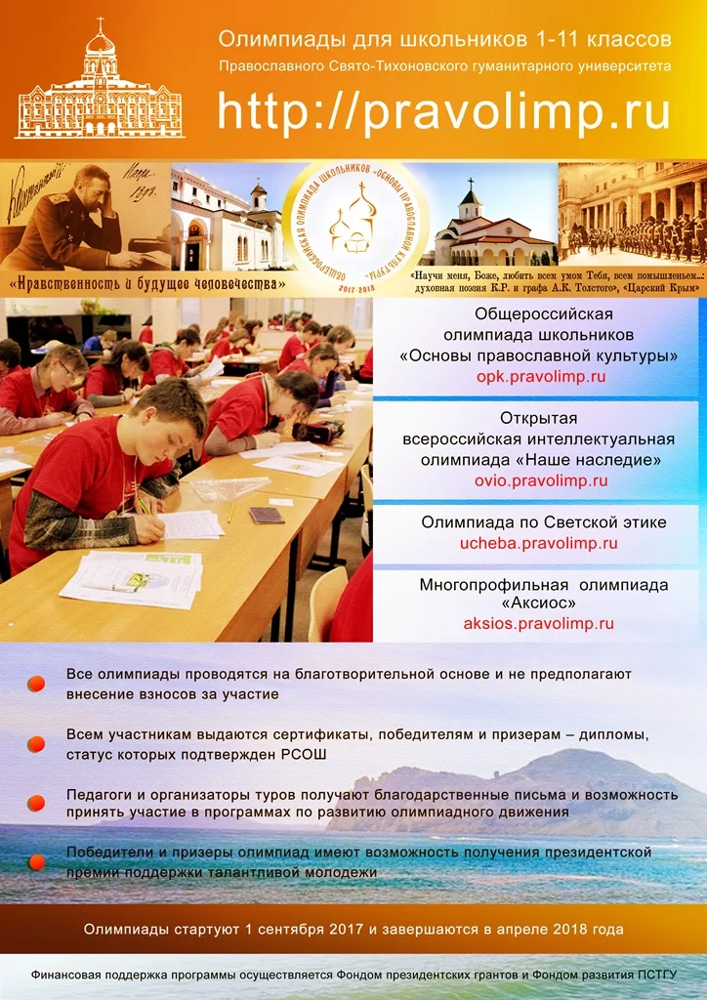 Олимпиады для школьников 1-11 классов
Православного Свято-Тихоновского гуманитарного университета
http://pravolimp.ru
ОБЩЕРОССИЙСКАЯ ОЛИМПИАДА ШКОЛЬНИКОВ «ОСНОВЫ ПРАВОСЛАВНОЙ КУЛЬТУРЫ»
2017-2018
«Нравственность и будущее человечества»
«Научи меня, Боже, любить всем умом Тебя, всем помышленьем...:
духовная поэзия К.Р. и графа А.К. Толстого», «Царский Крым»
Общероссийская
олимпиада школьников
«Основы православной культуры»
opk.pravolimp.ru
Открытая
всероссийская интеллектуальная
олимпиада «Наше наследие»
ovio.pravolimp.ru
Олимпиада по Светской этике
ucheba.pravolimp.ru
Многопрофильная олимпиада
«Аксиос»
aksios.pravolimp.ru
Все олимпиады проводятся на благотворительной основе и не предполагают
внесение взносов за участие
Всем участникам выдаются сертификаты, победителям и призерам – дипломы,
статус которых подтвержден РСОШ
Педагоги и организаторы туров получают благодарственные письма и возможность
принять участие в программах по развитию олимпиадного движения
Победители и призеры олимпиад имеют возможность получения президентской
премии поддержки талантливой молодежи
Олимпиады стартуют 1 сентября 2017 и завершаются в апреле 2018 года
Финансовая поддержка программы осуществляется Фондом президентских грантов и Фондом развития ПСТГУ